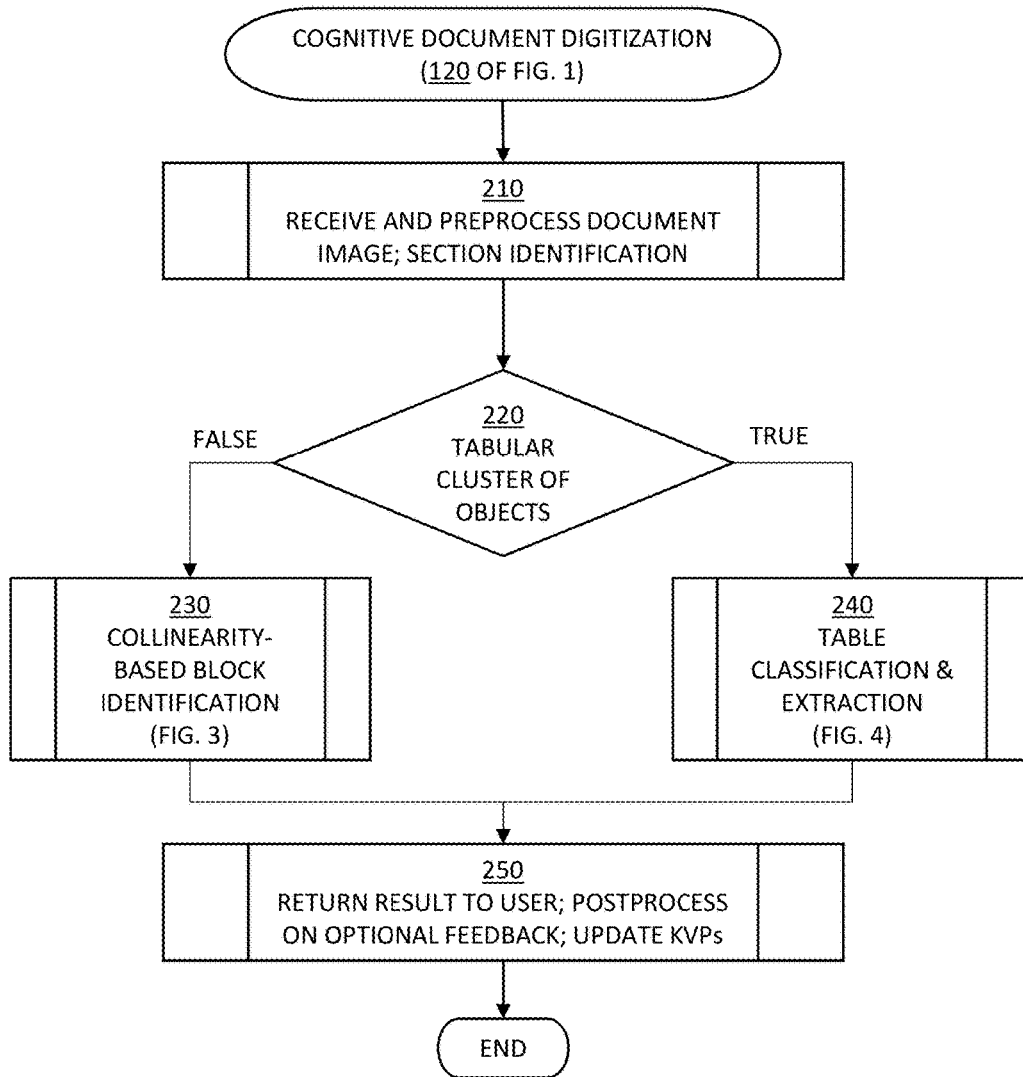 COGNITIVE DOCUMENT DIGITIZATION
(120 OF FIG. 1)
210
RECEIVE AND PREPROCESS DOCUMENT
IMAGE; SECTION IDENTIFICATION
220
TABULAR
CLUSTER OF
OBJECTS
FALSE
TRUE
230
COLLINEARITY-
BASED BLOCK
IDENTIFICATION
(FIG. 3)
240
TABLE
CLASSIFICATION &
EXTRACTION
(FIG. 4)
250
RETURN RESULT TO USER; POSTPROCESS
ON OPTIONAL FEEDBACK; UPDATE KVPs
END